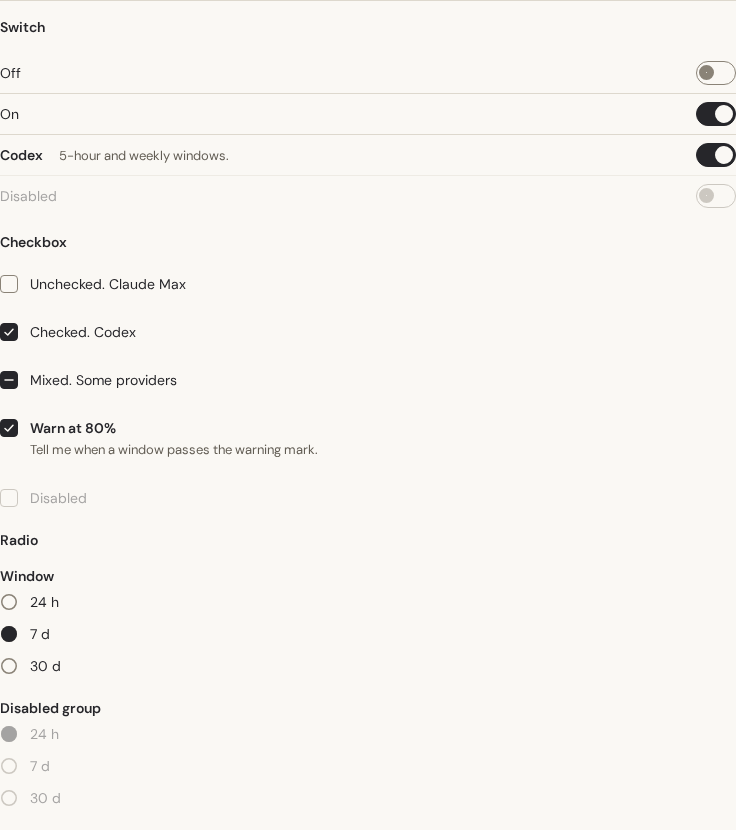 Switch
Off
On
Codex 5-hour and weekly windows.
Disabled
Checkbox
Unchecked. Claude Max
Checked. Codex
Mixed. Some providers
Warn at 80%
Tell me when a window passes the warning mark.
Disabled
Radio
Window
24 h
7 d
30 d
Disabled group
24 h
7 d
30 d